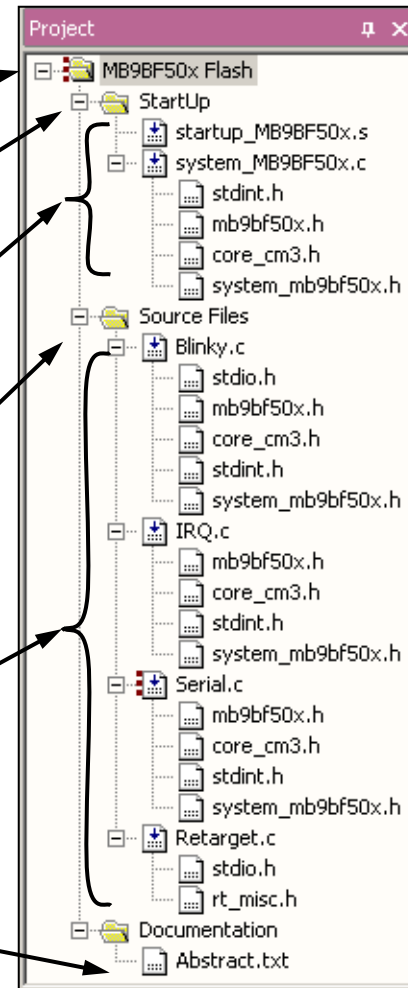 Project
MB9BF50x Flash
StartUp
startup_MB9BF50x.s
system_MB9BF50x.c
stdint.h
mb9bf50x.h
core_cm3.h
system_mb9bf50x.h
Source Files
Blinky.c
stdio.h
mb9bf50x.h
core_cm3.h
stdint.h
system_mb9bf50x.h
IRQ.c
mb9bf50x.h
core_cm3.h
stdint.h
system_mb9bf50x.h
Serial.c
mb9bf50x.h
core_cm3.h
stdint.h
system_mb9bf50x.h
Retarget.c
stdio.h
rt_misc.h
Documentation
Abstract.txt